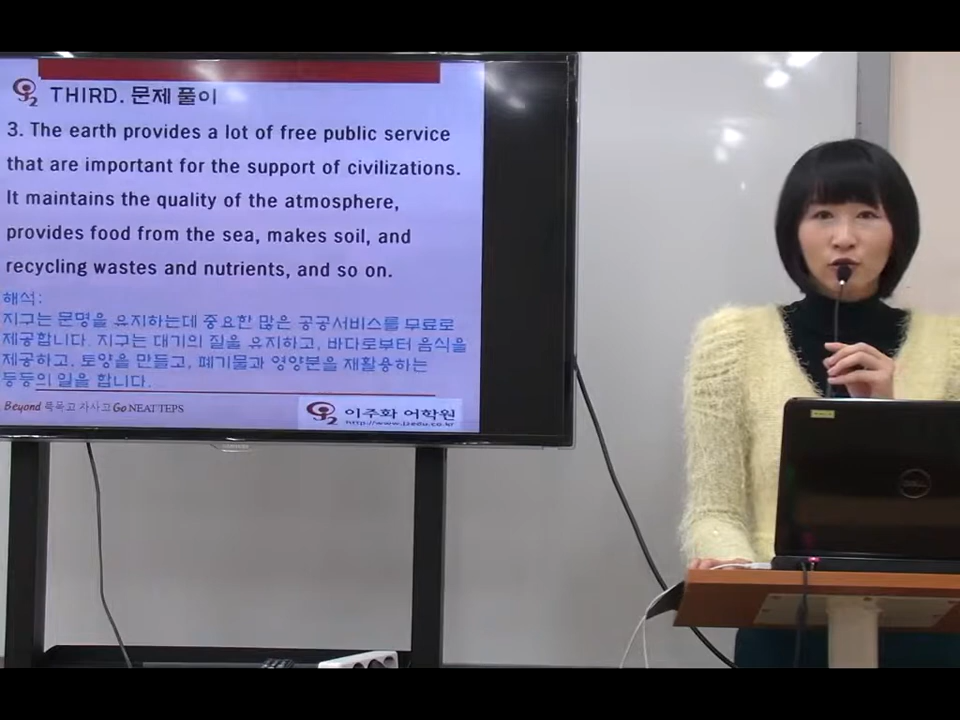 THIRD. 문제 풀이
3. The earth provides a lot of free public service
that are important for the support of civilizations.
It maintains the quality of the atmosphere,
provides food from the sea, makes soil, and
recycling wastes and nutrients, and so on.
해석:
지구는 문명을 유지하는데 중요한 많은 공공서비스를 무료로
제공합니다. 지구는 대기의 질을 유지하고, 바다로부터 음식을
제공하고, 토양을 만들고, 폐기물과 영양분을 재활용하는
등등의 일을 합니다.
Beyond 톡목고 자사고 Go NEAT TEPS
이주화 어학원
http://www.jzedu.co.kr
DELL